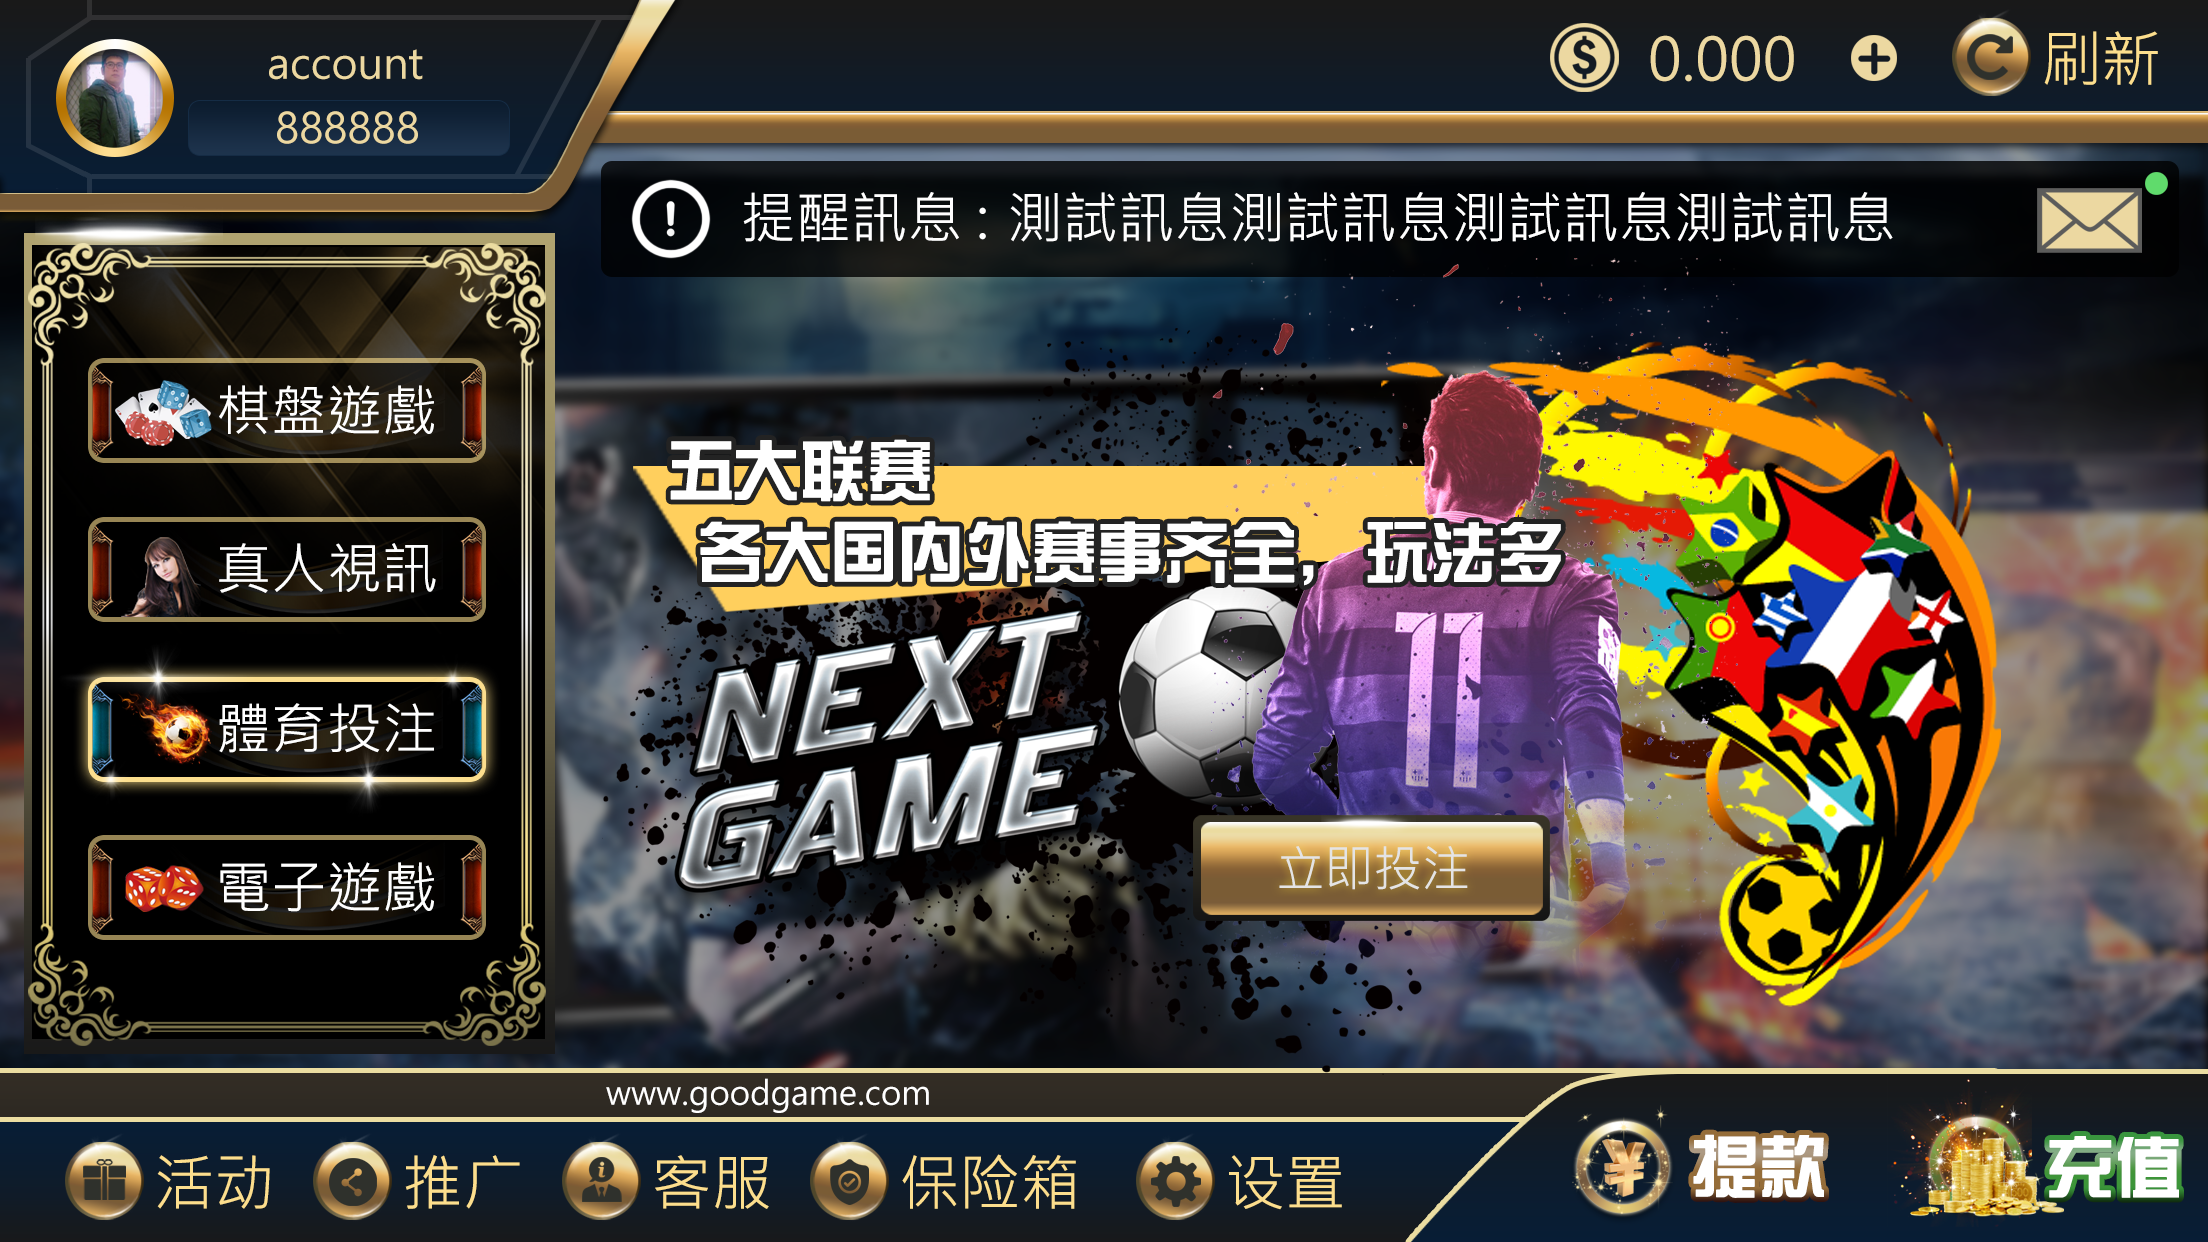 account
888888
0.000
刷新
提醒訊息：測試訊息測試訊息測試訊息測試訊息
棋盤遊戲
真人視訊
體育投注
電子遊戲
五大联赛
各大国内外赛事齐全，玩法多
NEXT
GAME
11
立即投注
www.goodgame.com
活动
推广
客服
保险箱
设置
提款
充值